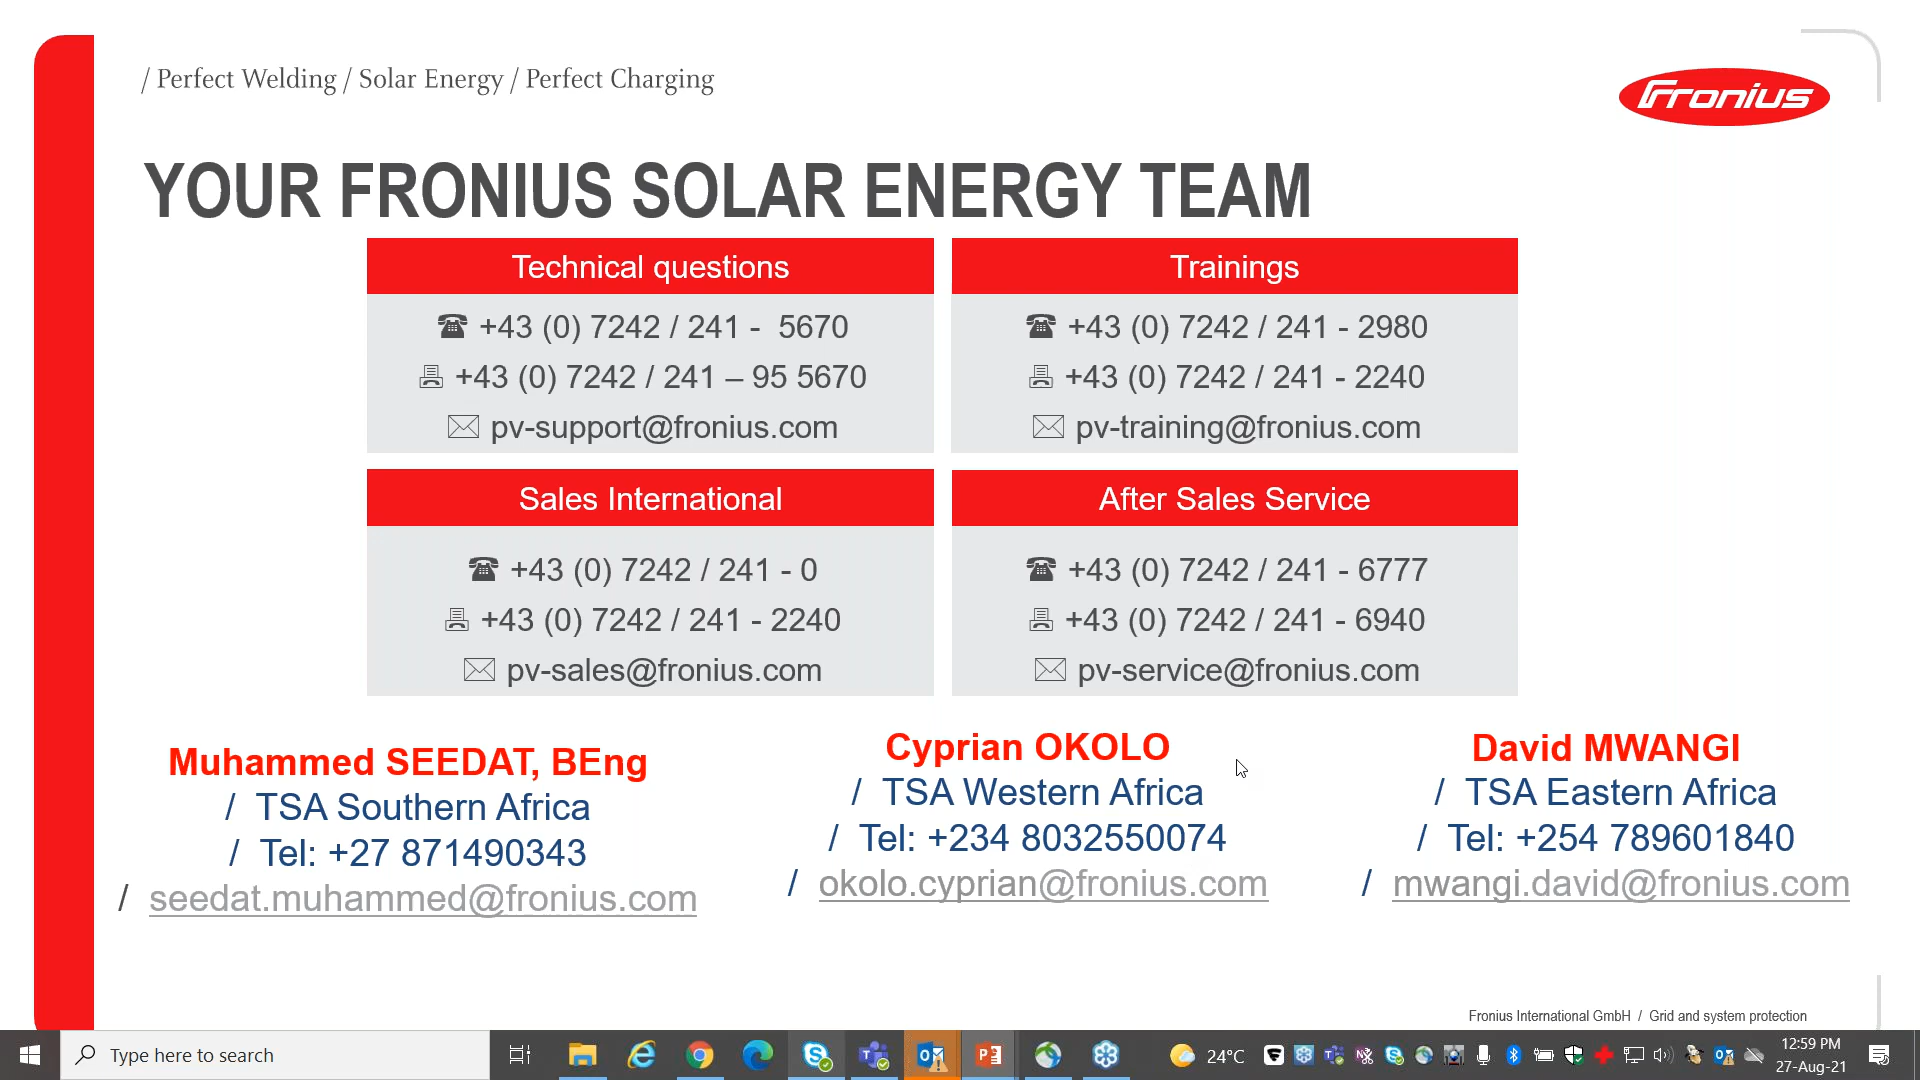 / Perfect Welding / Solar Energy / Perfect Charging
Fronius
YOUR FRONIUS SOLAR ENERGY TEAM
Technical questions
+43 (0) 7242 / 241 -  5670
+43 (0) 7242 / 241 – 95 5670
pv-support@fronius.com
Trainings
+43 (0) 7242 / 241 - 2980
+43 (0) 7242 / 241 - 2240
pv-training@fronius.com
Sales International
+43 (0) 7242 / 241 - 0
+43 (0) 7242 / 241 - 2240
pv-sales@fronius.com
After Sales Service
+43 (0) 7242 / 241 - 6777
+43 (0) 7242 / 241 - 6940
pv-service@fronius.com
Muhammed SEEDAT, BEng
/ TSA Southern Africa
/ Tel: +27 871490343
/ seedat.muhammed@fronius.com
Cyprian OKOLO
/ TSA Western Africa
/ Tel: +234 8032550074
/ okolo.cyprian@fronius.com
David MWANGI
/ TSA Eastern Africa
/ Tel: +254 789601840
/ mwangi.david@fronius.com
Fronius International GmbH / Grid and system protection
Type here to search
24°C
12:59 PM
27-Aug-21